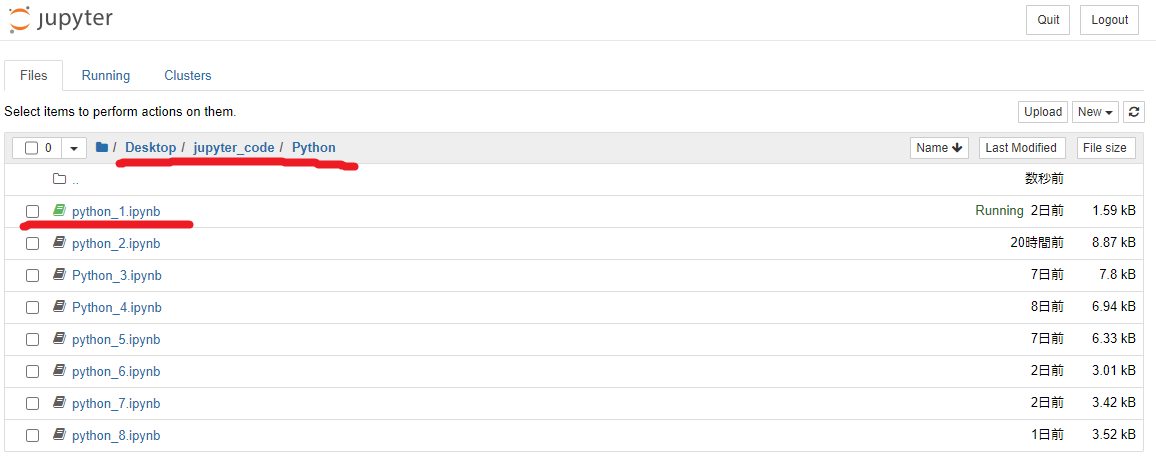 jupyter Quit Logout
Files Running Clusters
Select items to perform actions on them. Upload New
0 / Desktop / jupyter_code / Python Name Last Modified File size
.. 数秒前
python_1.ipynb Running 2日前 1.59 kB
python_2.ipynb 20時間前 8.87 kB
Python_3.ipynb 7日前 7.8 kB
Python_4.ipynb 8日前 6.94 kB
python_5.ipynb 7日前 6.33 kB
python_6.ipynb 2日前 3.01 kB
python_7.ipynb 2日前 3.42 kB
python_8.ipynb 1日前 3.52 kB